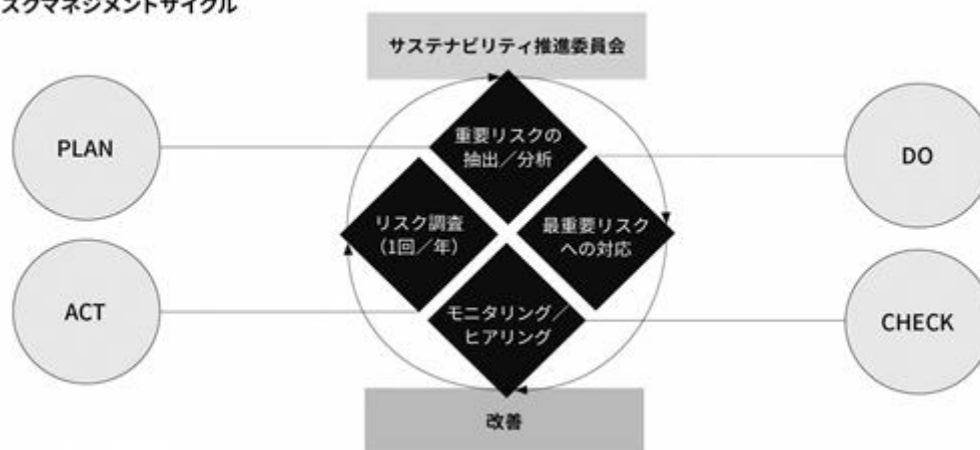 スクマネジメントサイクル
サステナビリティ推進委員会
PLAN
重要リスクの
抽出／分析
DO
リスク調査
（1回／年）
最重要リスク
への対応
ACT
モニタリング／
ヒアリング
CHECK
改善